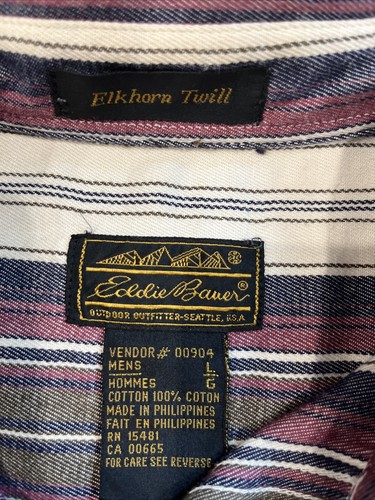 Elkhorn Twill
Eddie Bauer®
OUTDOOR OUTFITTER-SEATTLE, U.S.A
VENDOR# 00904
MENS L
HOMMES G
COTTON 100% COTON
MADE IN PHILIPPINES
FAIT EN PHILIPPINES
RN 15481
CA 00665
FOR CARE SEE REVERSE